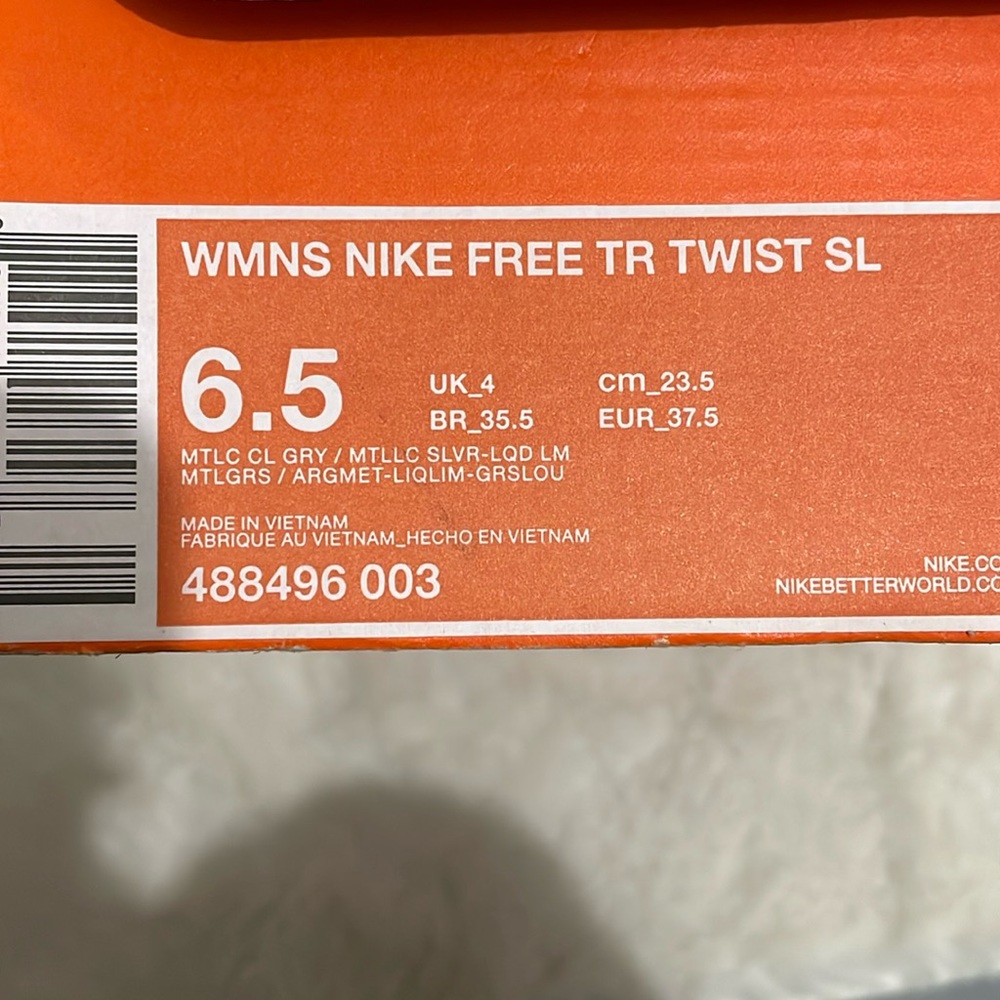 WMNS NIKE FREE TR TWIST SL
6.5
UK_4 cm_23.5
BR_35.5 EUR_37.5
MTLC CL GRY / MTLLC SLVR-LQD LM
MTLGRS / ARGMET-LIQLIM-GRSLOU
MADE IN VIETNAM
FABRIQUE AU VIETNAM_HECHO EN VIETNAM
488496 003
NIKE.CO
NIKEBETTERWORLD.CO